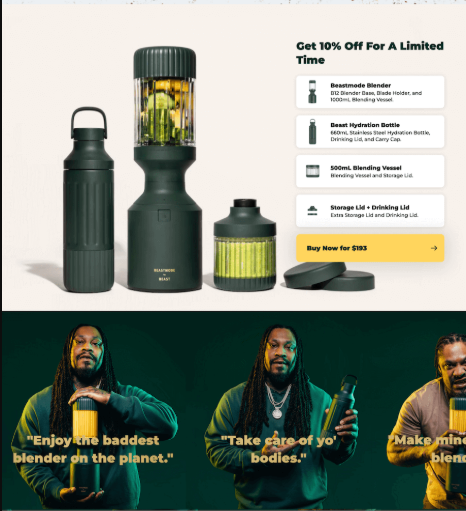 Get 10% Off For A Limited
Time
Beastmode Blender
B12 Blender Base, Blade Holder, and
1000mL Blending Vessel.
Beast Hydration Bottle
660mL Stainless Steel Hydration Bottle,
Drinking Lid, and Carry Cap.
500mL Blending Vessel
Blending Vessel and Storage Lid.
Storage Lid + Drinking Lid
Extra Storage Lid and Drinking Lid.
Buy Now for $193
BEASTMODE
BEAST
"Enjoy the baddest
blender on the planet."
"Take care of yo'
bodies."
"Make mine